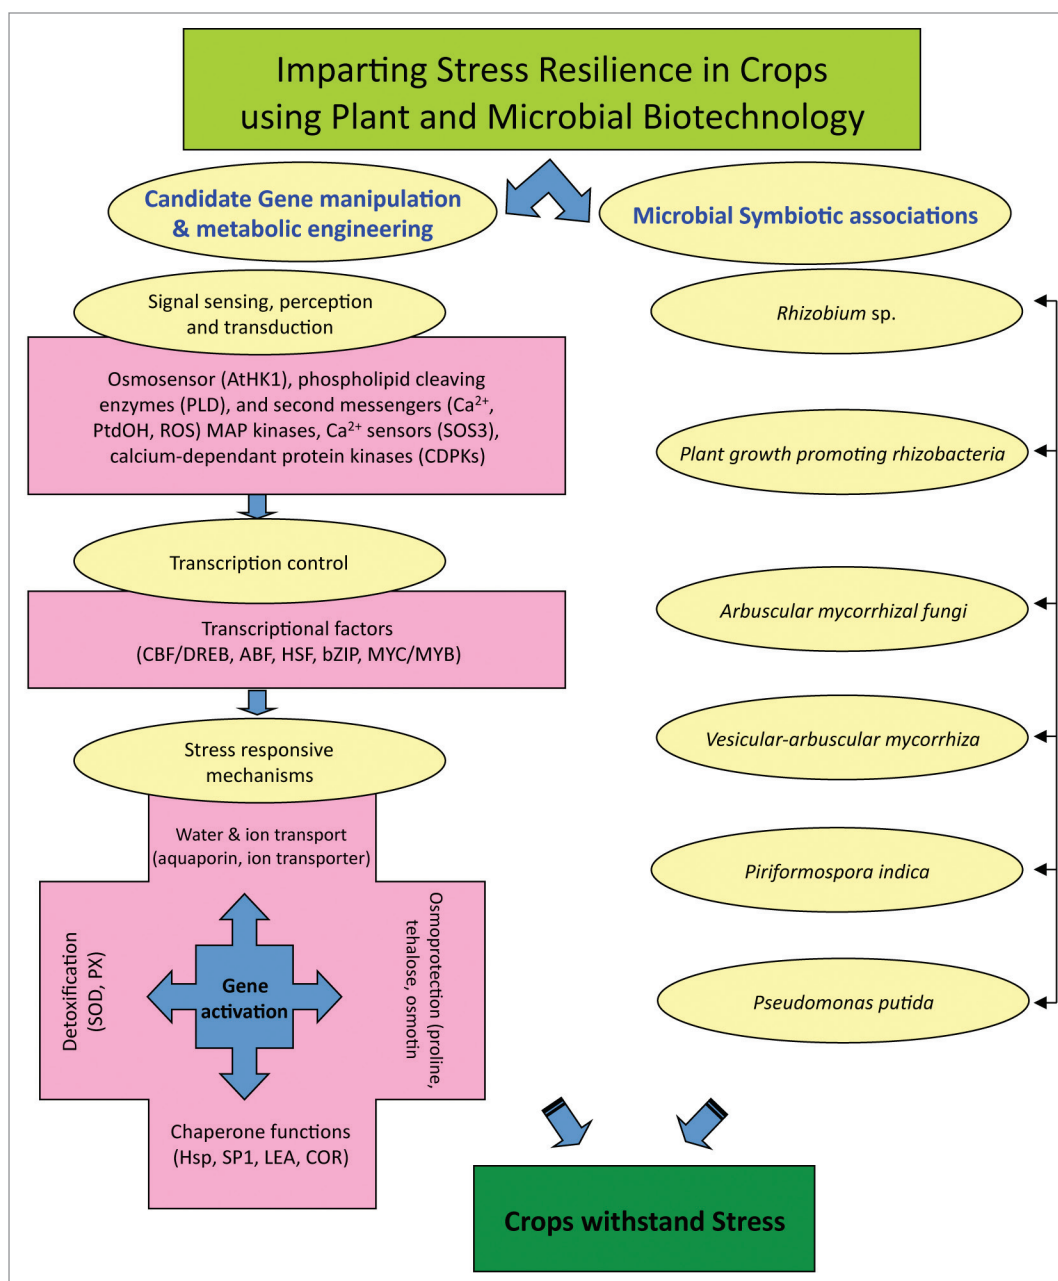 Imparting Stress Resilience in Crops
using Plant and Microbial Biotechnology
Candidate Gene manipulation
& metabolic engineering
Microbial Symbiotic associations
Signal sensing, perception
and transduction
Osmosensor (AtHK1), phospholipid cleaving
enzymes (PLD), and second messengers (Ca²⁺,
PtdOH, ROS) MAP kinases, Ca²⁺ sensors (SOS3),
calcium-dependant protein kinases (CDPKs)
Transcription control
Transcriptional factors
(CBF/DREB, ABF, HSF, bZIP, MYC/MYB)
Stress responsive
mechanisms
Water & ion transport
(aquaporin, ion transporter)
Detoxification
(SOD, PX)
Gene
activation
Osmoprotection (proline,
tehalose, osmotin
Chaperone functions
(Hsp, SP1, LEA, COR)
Rhizobium sp.
Plant growth promoting rhizobacteria
Arbuscular mycorrhizal fungi
Vesicular-arbuscular mycorrhiza
Piriformospora indica
Pseudomonas putida
Crops withstand Stress